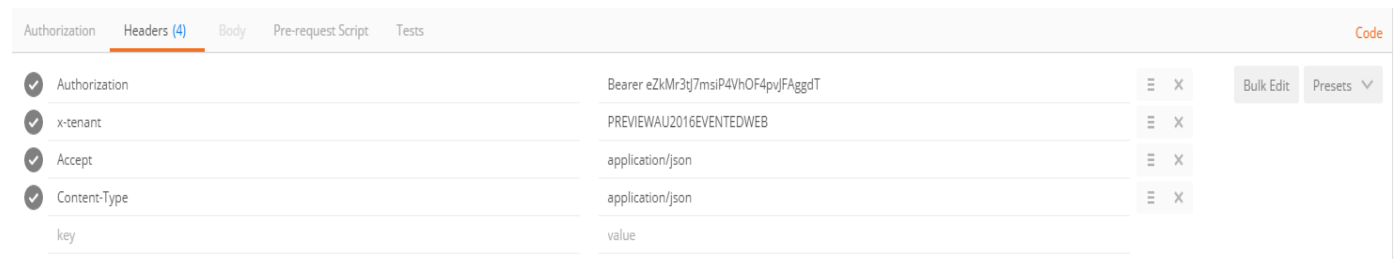 Authorization Headers (4) Body Pre-request Script Tests Code
Authorization Bearer eZkMr3tJ7msiP4VhOF4pvJFAggdT Bulk Edit Presets
x-tenant PREVIEWAU2016EVENTEDWEB
Accept application/json
Content-Type application/json
key value